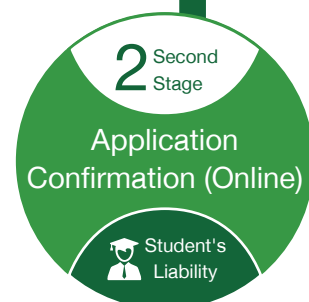 2 Second
Stage
Application
Confirmation (Online)
Student's
Liability